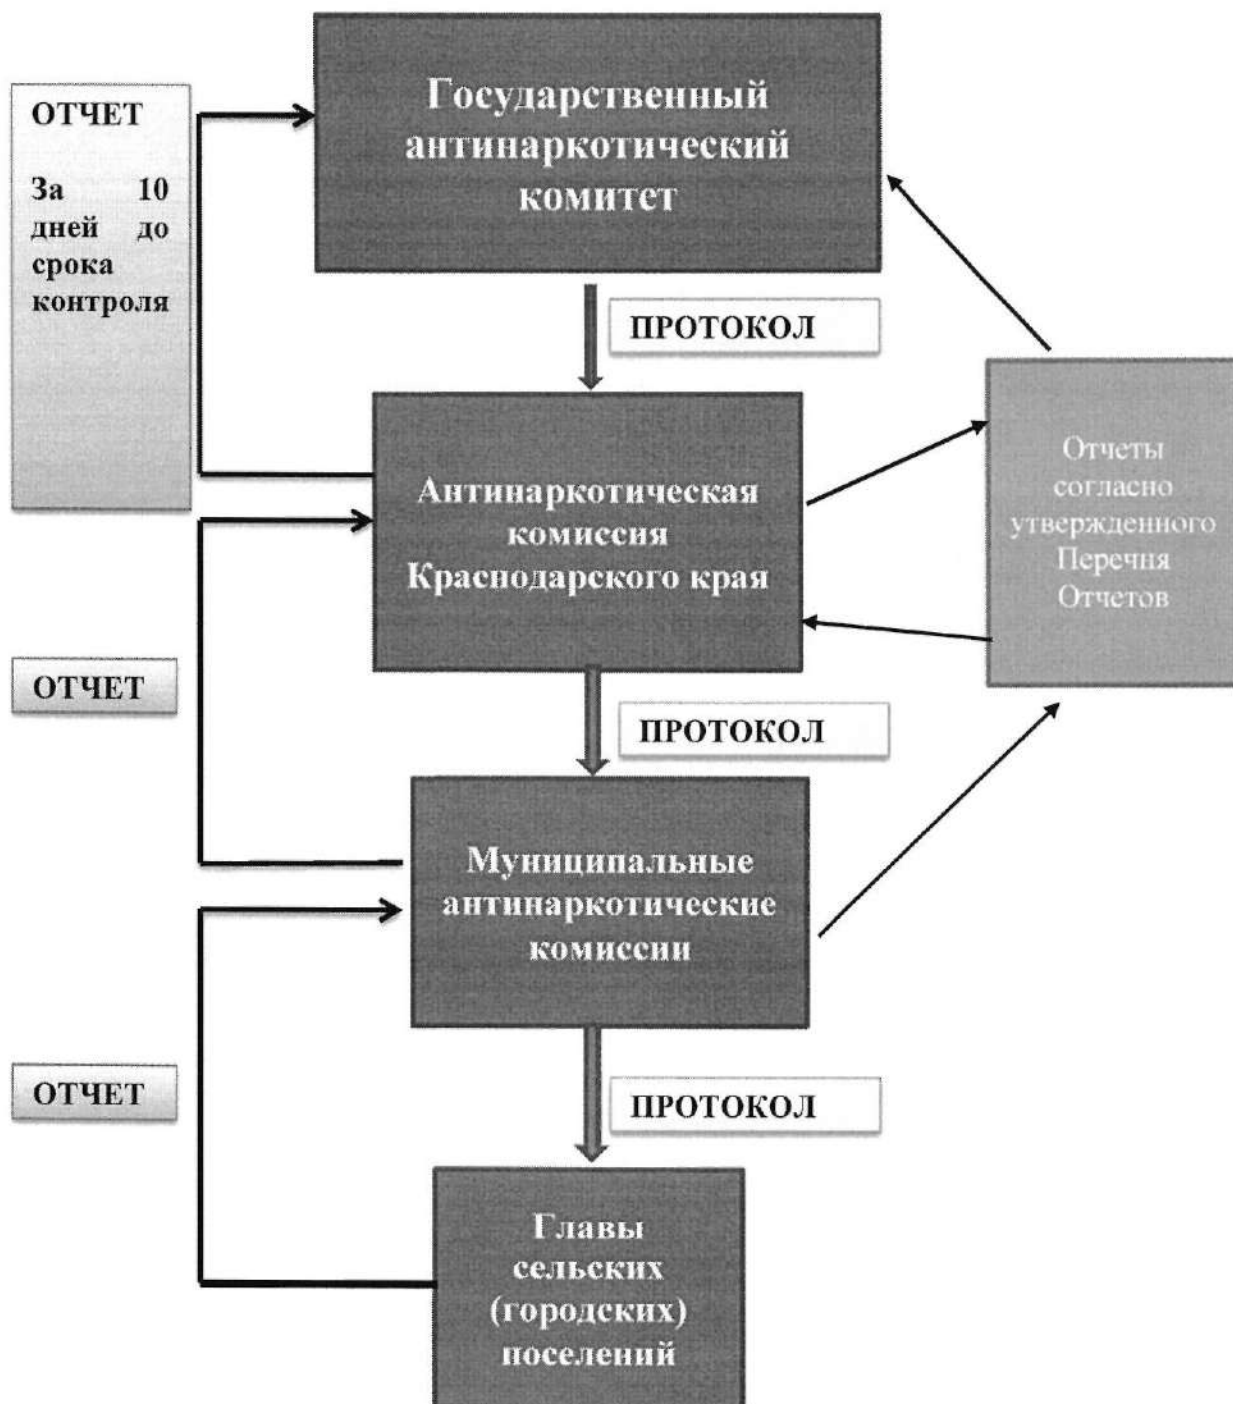 Государственный
антинаркотический
комитет
ОТЧЕТ
За 10
дней до
срока
контроля
ПРОТОКОЛ
Антинаркотическая
комиссия
Краснодарского края
Отчеты
согласно
утвержденного
Перечня
Отчетов
ОТЧЕТ
ПРОТОКОЛ
Муниципальные
антинаркотические
комиссии
ОТЧЕТ
ПРОТОКОЛ
Главы
сельских
(городских)
поселений